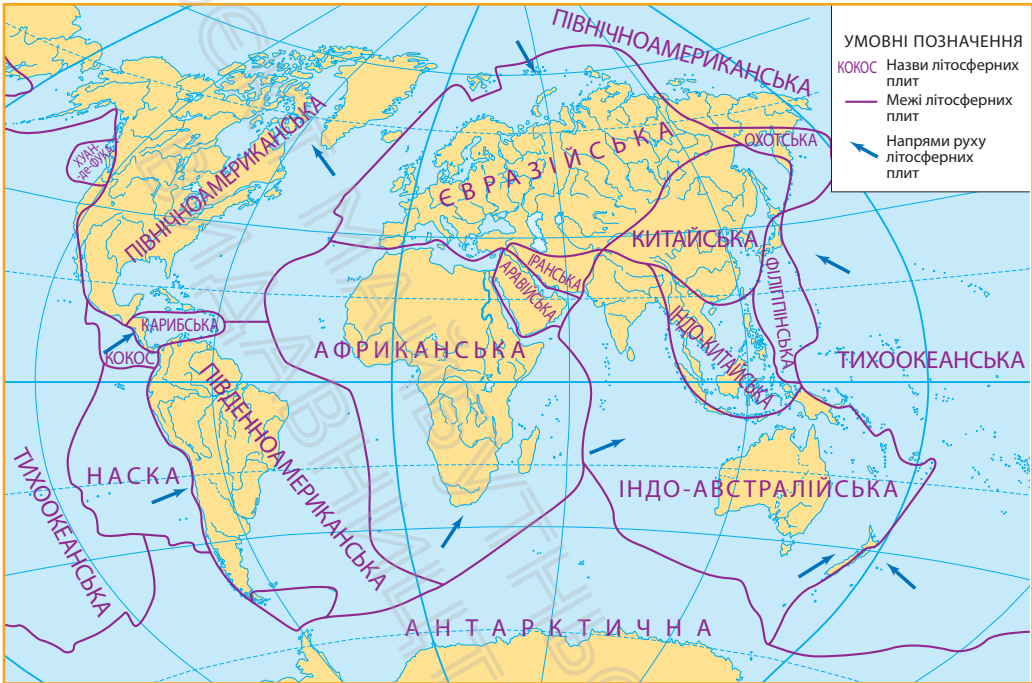 УМОВНІ ПОЗНАЧЕННЯ
КОКОС Назви літосферних
плит
Межі літосферних
плит
Напрями руху
літосферних
плит
ПІВНІЧНОАМЕРИКАНСЬКА
ХУАН-
ДЕ-ФУКА
ПІВНІЧНОАМЕРИКАНСЬКА
ЄВРАЗІЙСЬКА
ОХОТСЬКА
КИТАЙСЬКА
ІРАНСЬКА
АРАВІЙСЬКА
ФІЛІППІНСЬКА
ІНДО-КИТАЙСЬКА
КАРИБСЬКА
КОКОС
АФРИКАНСЬКА
ТИХООКЕАНСЬКА
ПІВДЕННОАМЕРИКАНСЬКА
НАСКА
ІНДО-АВСТРАЛІЙСЬКА
ТИХООКЕАНСЬКА
АНТАРКТИЧНА